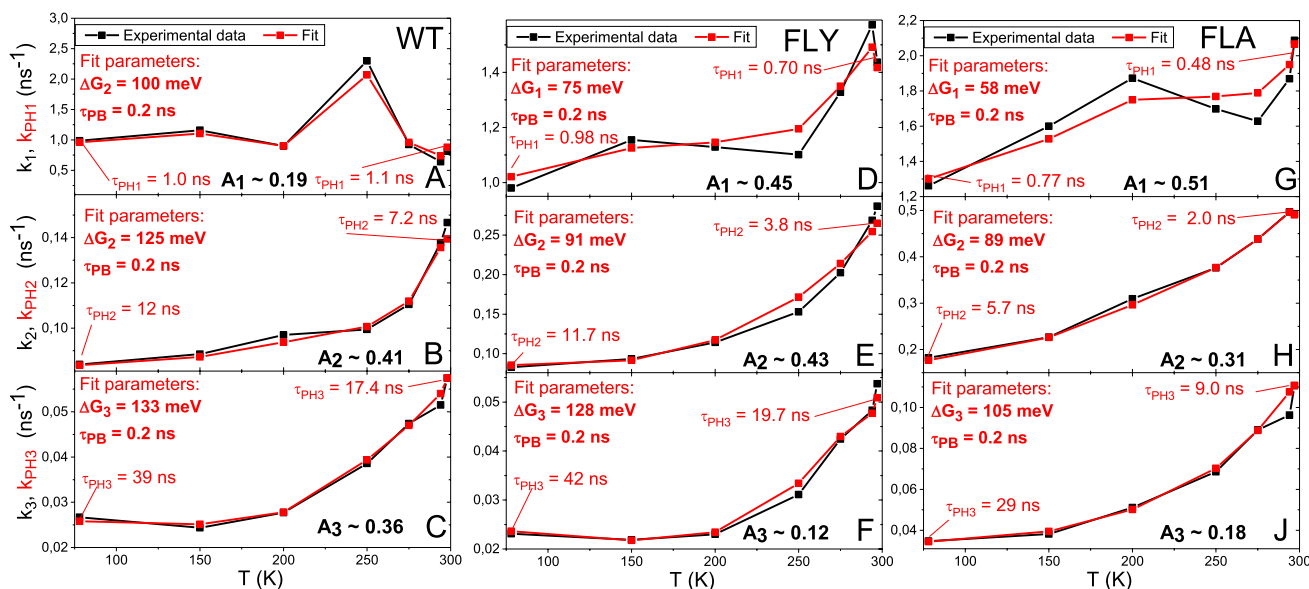 WT
Experimental data Fit
Fit parameters:
ΔG2 = 100 meV
τPB = 0.2 ns
τPH1 = 1.0 ns
τPH1 = 1.1 ns
A1 ~ 0.19
A
k1, kPH1 (ns⁻¹)
3,0
2,5
2,0
1,5
1,0
0,5
Fit parameters:
ΔG2 = 125 meV
τPB = 0.2 ns
τPH2 = 7.2 ns
τPH2 = 12 ns
A2 ~ 0.41
B
k2, kPH2 (ns⁻¹)
0,14
0,12
0,10
Fit parameters:
ΔG3 = 133 meV
τPB = 0.2 ns
τPH3 = 17.4 ns
τPH3 = 39 ns
A3 ~ 0.36
C
k3, kPH3 (ns⁻¹)
0,05
0,04
0,03
0,02
100 150 200 250 300
T (K)
FLY
Experimental data Fit
Fit parameters:
ΔG1 = 75 meV
τPB = 0.2 ns
τPH1 = 0.70 ns
τPH1 = 0.98 ns
A1 ~ 0.45
D
1,4
1,2
1,0
Fit parameters:
ΔG2 = 91 meV
τPB = 0.2 ns
τPH2 = 3.8 ns
τPH2 = 11.7 ns
A2 ~ 0.43
E
0,25
0,20
0,15
0,10
Fit parameters:
ΔG3 = 128 meV
τPB = 0.2 ns
τPH3 = 19.7 ns
τPH3 = 42 ns
A3 ~ 0.12
F
0,05
0,04
0,03
0,02
100 150 200 250 300
T (K)
FLA
Experimental data Fit
Fit parameters:
ΔG1 = 58 meV
τPB = 0.2 ns
τPH1 = 0.48 ns
τPH1 = 0.77 ns
A1 ~ 0.51
G
2,2
2,0
1,8
1,6
1,4
1,2
Fit parameters:
ΔG2 = 89 meV
τPB = 0.2 ns
τPH2 = 2.0 ns
τPH2 = 5.7 ns
A2 ~ 0.31
H
0,5
0,4
0,3
0,2
Fit parameters:
ΔG3 = 105 meV
τPB = 0.2 ns
τPH3 = 9.0 ns
τPH3 = 29 ns
A3 ~ 0.18
J
0,10
0,08
0,06
0,04
100 150 200 250 300
T (K)